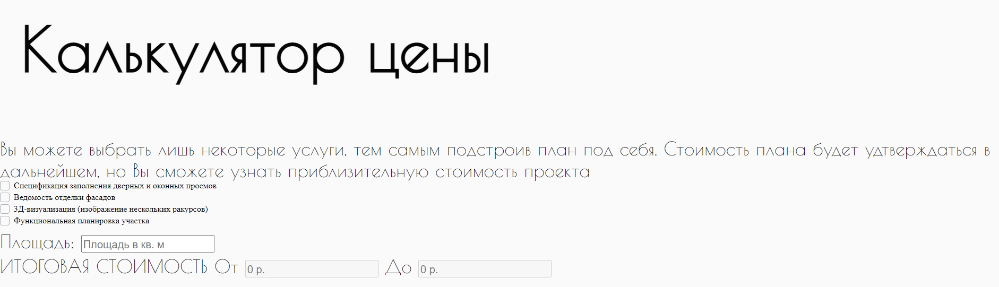 Калькулятор цены
Вы можете выбрать лишь некоторые услуги, тем самым подстроив план под себя. Стоимость плана будет удтверждаться в
дальнейшем, но Вы сможете узнать приблизительную стоимость проекта
Спецификация заполнения дверных и оконных проемов
Ведомость отделки фасадов
3Д-визуализация (изображение нескольких ракурсов)
Функциональная планировка участка
Площадь: Площадь в кв. м
ИТОГОВАЯ СТОИМОСТЬ От 0 р. До 0 р.